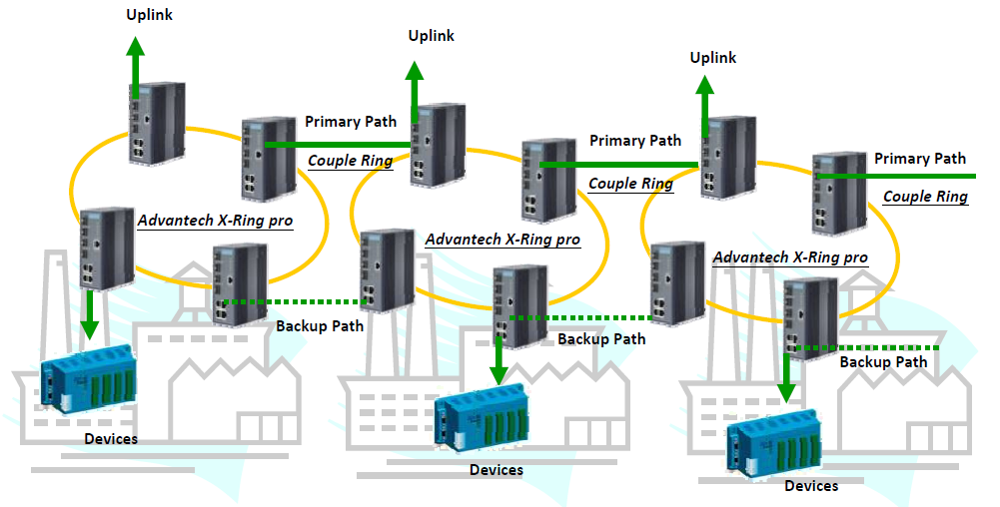 Uplink
Uplink
Uplink
Primary Path
Couple Ring
Primary Path
Couple Ring
Primary Path
Couple Ring
Advantech X-Ring pro
Advantech X-Ring pro
Advantech X-Ring pro
Backup Path
Backup Path
Backup Path
Devices
Devices
Devices